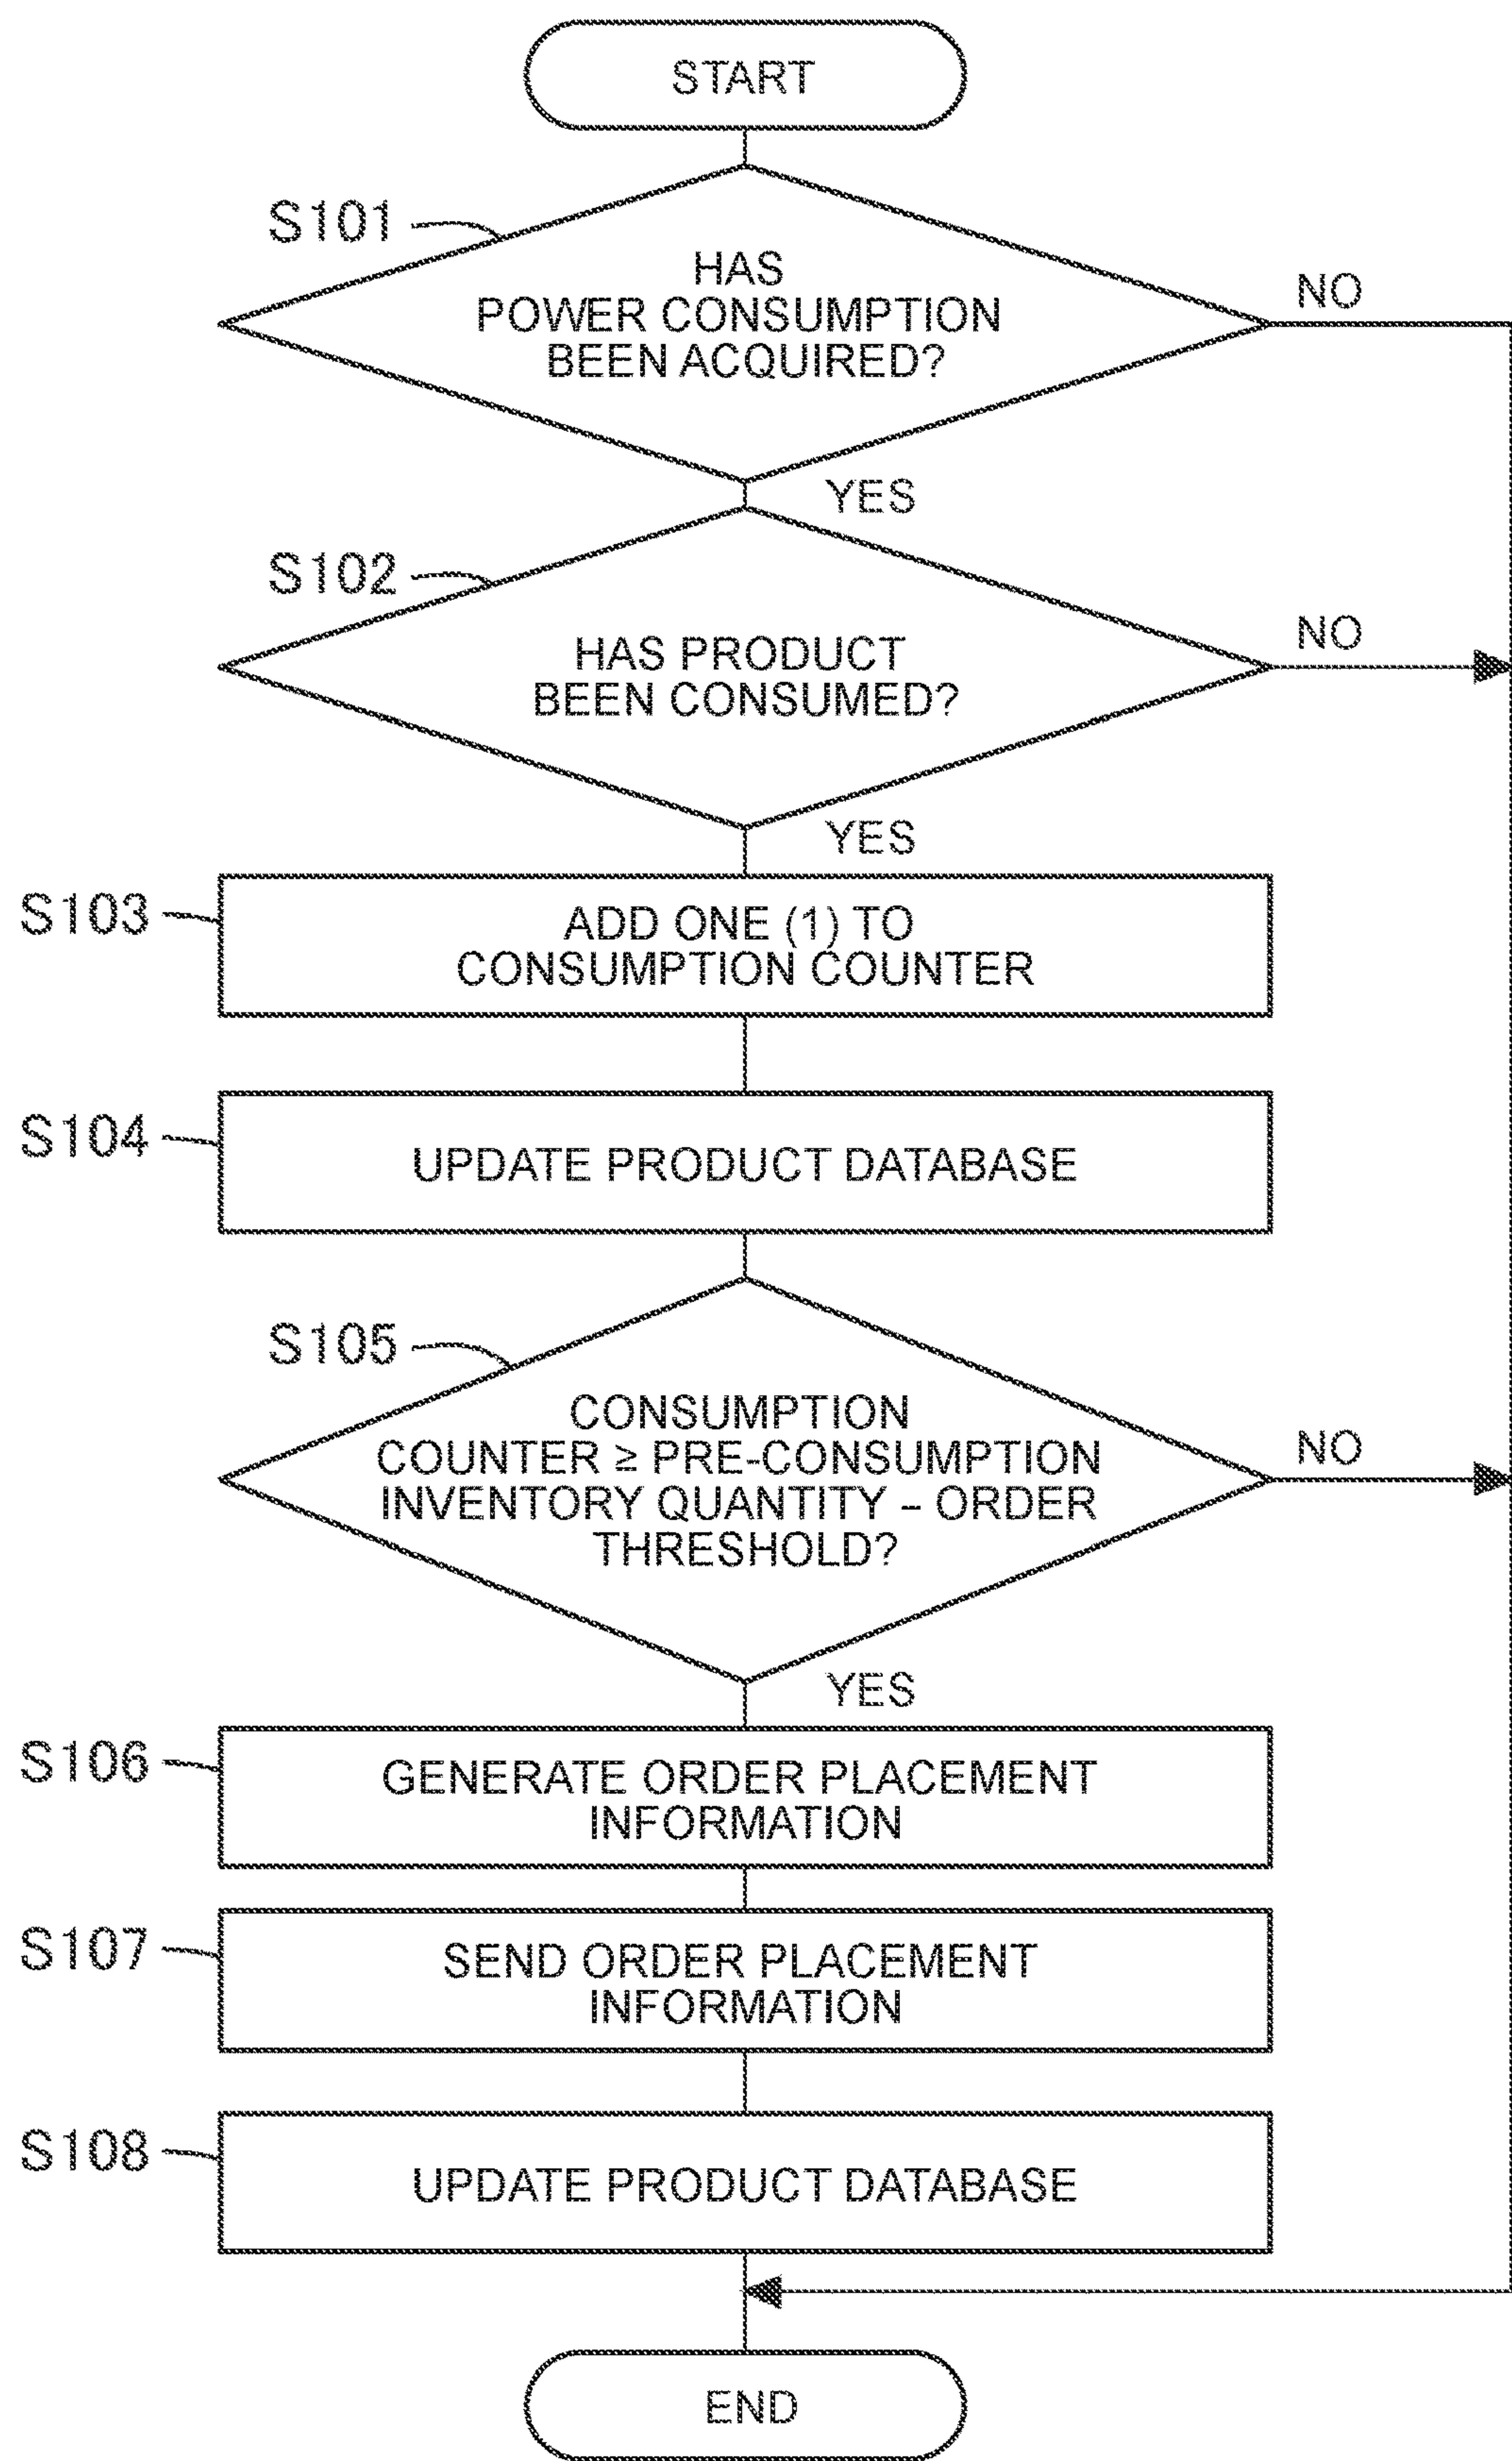 START
S101
HAS
POWER CONSUMPTION
BEEN ACQUIRED?
NO
YES
S102
HAS PRODUCT
BEEN CONSUMED?
NO
YES
S103
ADD ONE (1) TO
CONSUMPTION COUNTER
S104
UPDATE PRODUCT DATABASE
S105
CONSUMPTION
COUNTER ≥ PRE-CONSUMPTION
INVENTORY QUANTITY – ORDER
THRESHOLD?
NO
YES
S106
GENERATE ORDER PLACEMENT
INFORMATION
S107
SEND ORDER PLACEMENT
INFORMATION
S108
UPDATE PRODUCT DATABASE
END